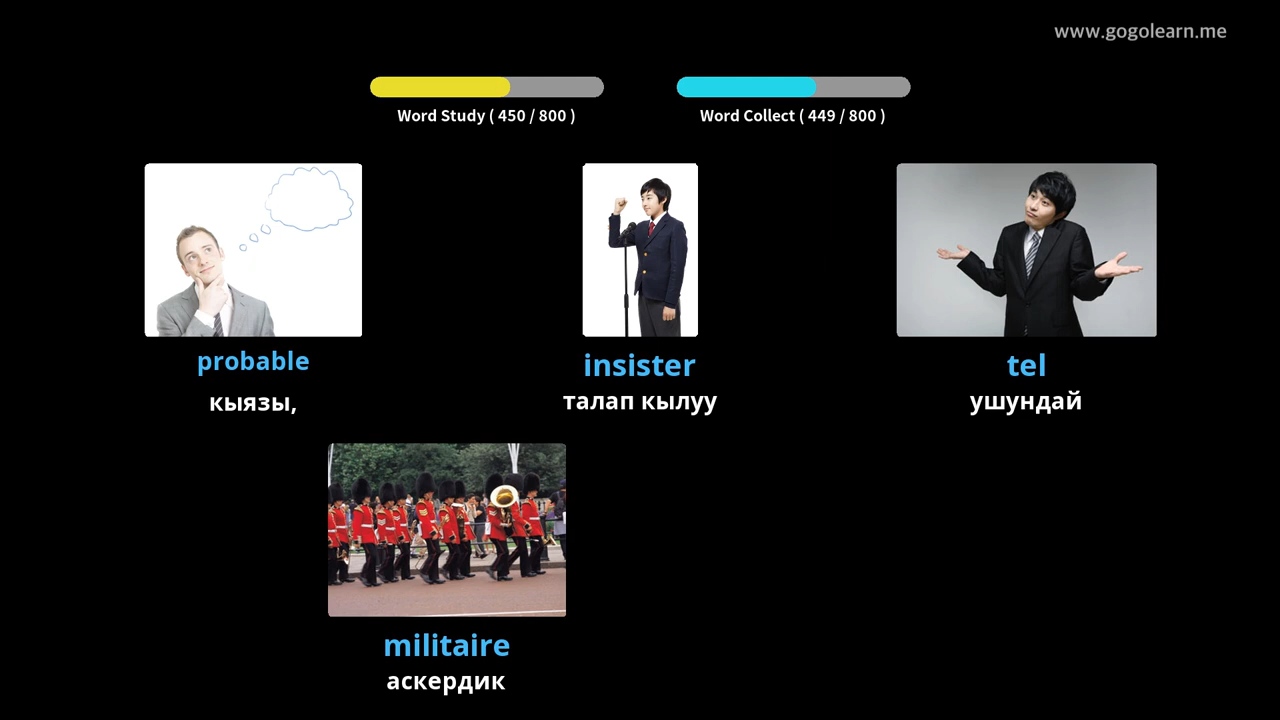 www.gogolearn.me
Word Study ( 450 / 800 )
Word Collect ( 449 / 800 )
probable
кыязы,
insister
талап кылуу
tel
ушундай
militaire
аскердик